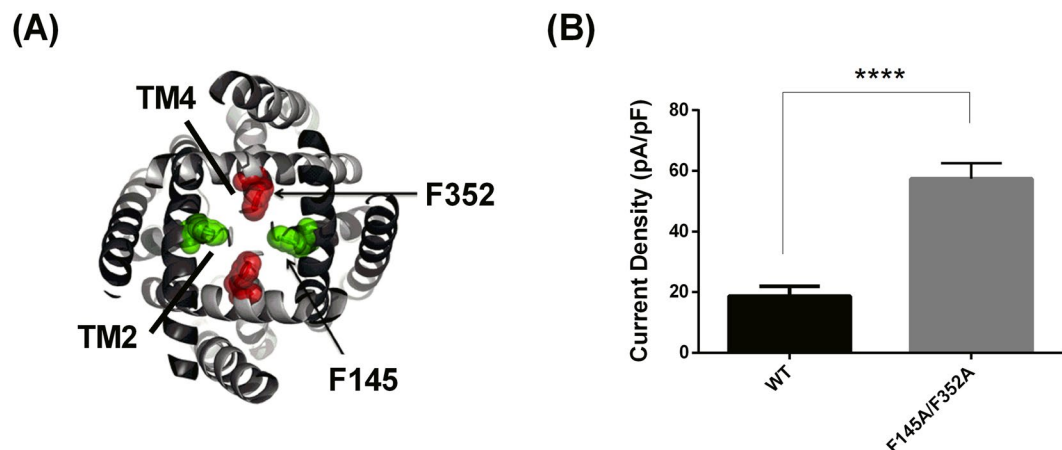 (A)
TM4
F352
TM2
F145
(B)
****
Current Density (pA/pF)
80
60
40
20
0
WT
F145A/F352A